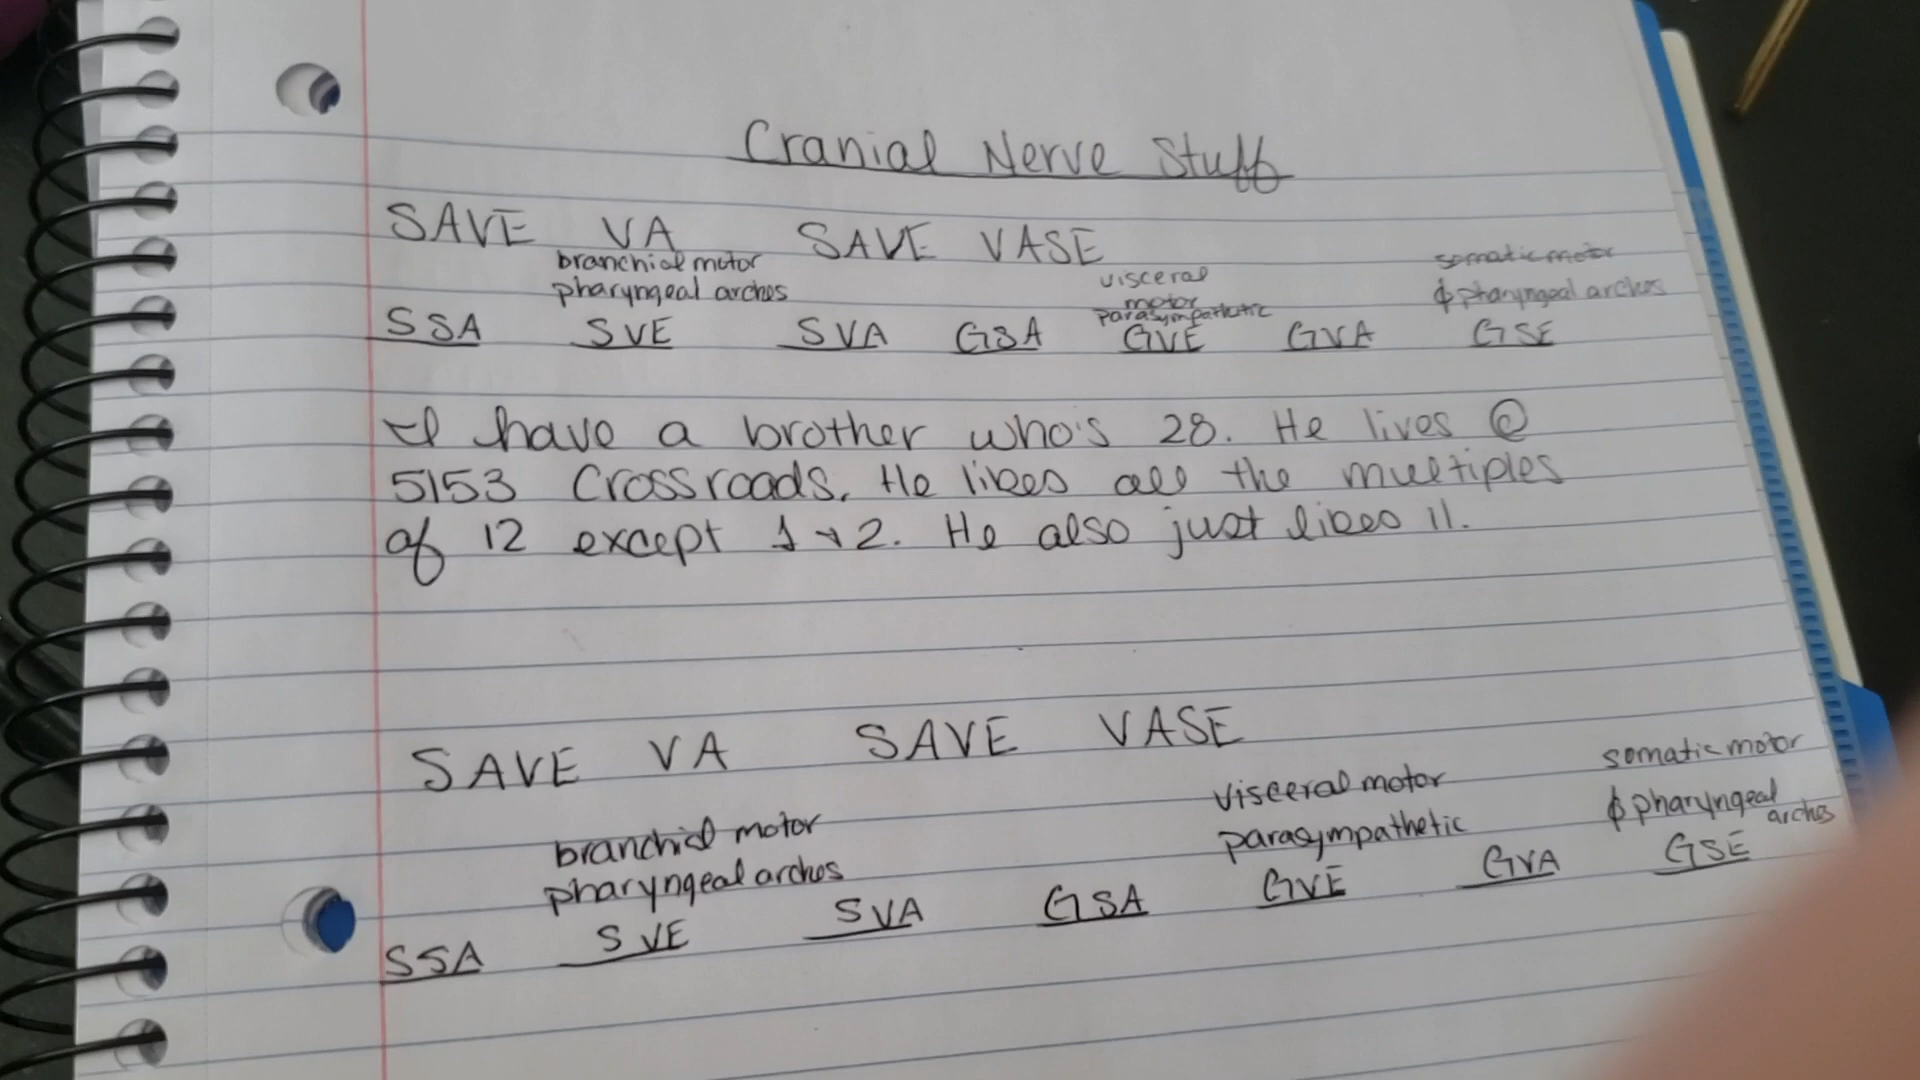 Cranial Nerve Stuff
SAVE VA SAVE VASE
branchial motor visceral somatic motor
pharyngeal arches motor ϕ pharyngeal arches
parasympathetic
SSA SVE SVA GSA GVE GVA GSE
I have a brother who's 28. He lives @
5153 Crossroads. He likes all the multiples
of 12 except 1 + 2. He also just likes 11.
SAVE VA SAVE VASE
branchial motor visceral motor somatic motor
pharyngeal arches parasympathetic ϕ pharyngeal
arches
SSA SVE SVA GSA GVE GVA GSE